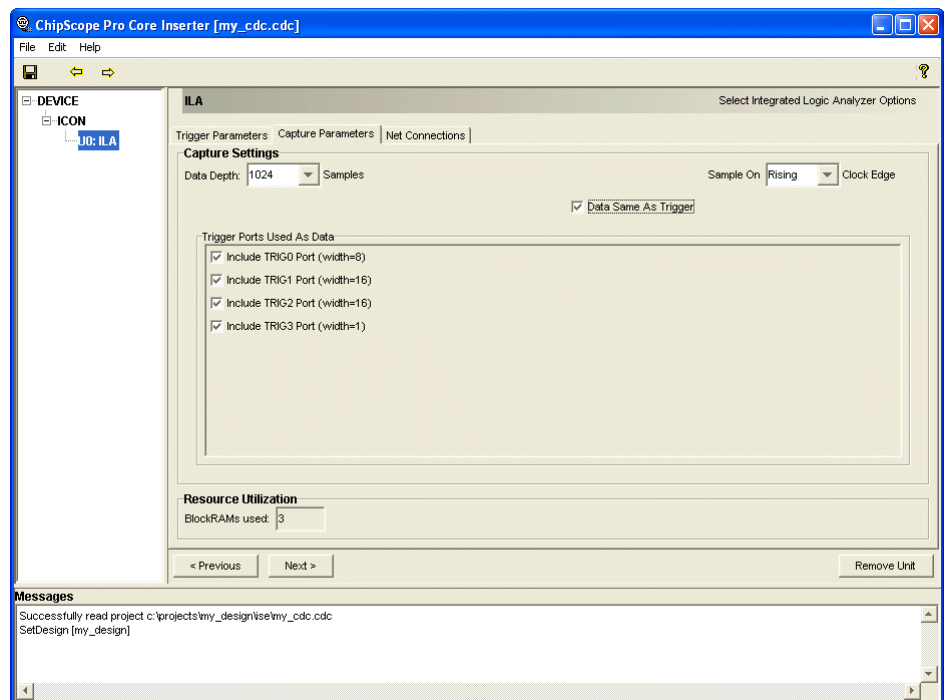 ChipScope Pro Core Inserter [my_cdc.cdc]
File Edit Help
DEVICE
ICON
U0: ILA
ILA Select Integrated Logic Analyzer Options
Trigger Parameters Capture Parameters Net Connections
Capture Settings
Data Depth: 1024 Samples Sample On Rising Clock Edge
Data Same As Trigger
Trigger Ports Used As Data
Include TRIG0 Port (width=8)
Include TRIG1 Port (width=16)
Include TRIG2 Port (width=16)
Include TRIG3 Port (width=1)
Resource Utilization
BlockRAMs used: 3
< Previous Next > Remove Unit
Messages
Successfully read project c:\projects\my_design\ise\my_cdc.cdc
SetDesign [my_design]